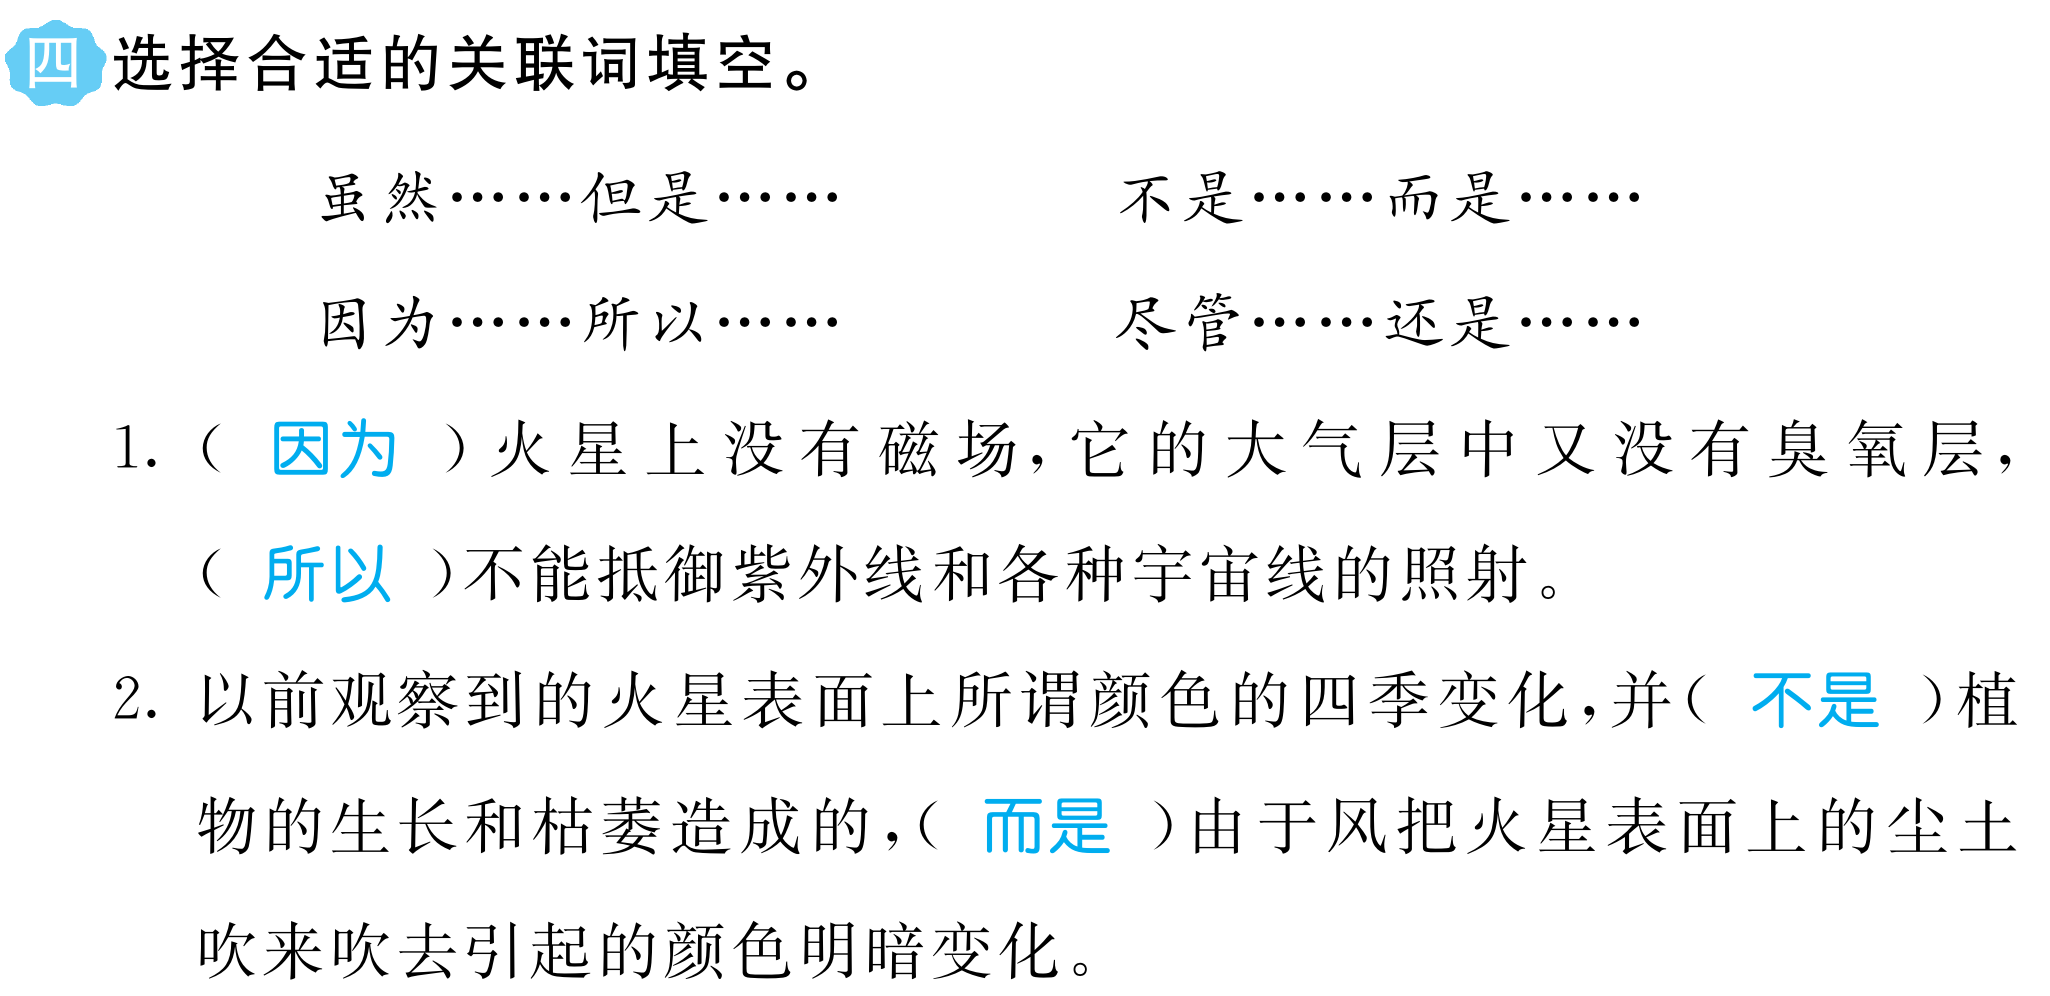 四 选择合适的关联词填空。
虽然……但是…… 不是……而是……
因为……所以…… 尽管……还是……
1.（ 因为 ）火星上没有磁场，它的大气层中又没有臭氧层，
（ 所以 ）不能抵御紫外线和各种宇宙线的照射。
2. 以前观察到的火星表面上所谓颜色的四季变化，并（ 不是 ）植
物的生长和枯萎造成的，（ 而是 ）由于风把火星表面上的尘土
吹来吹去引起的颜色明暗变化。